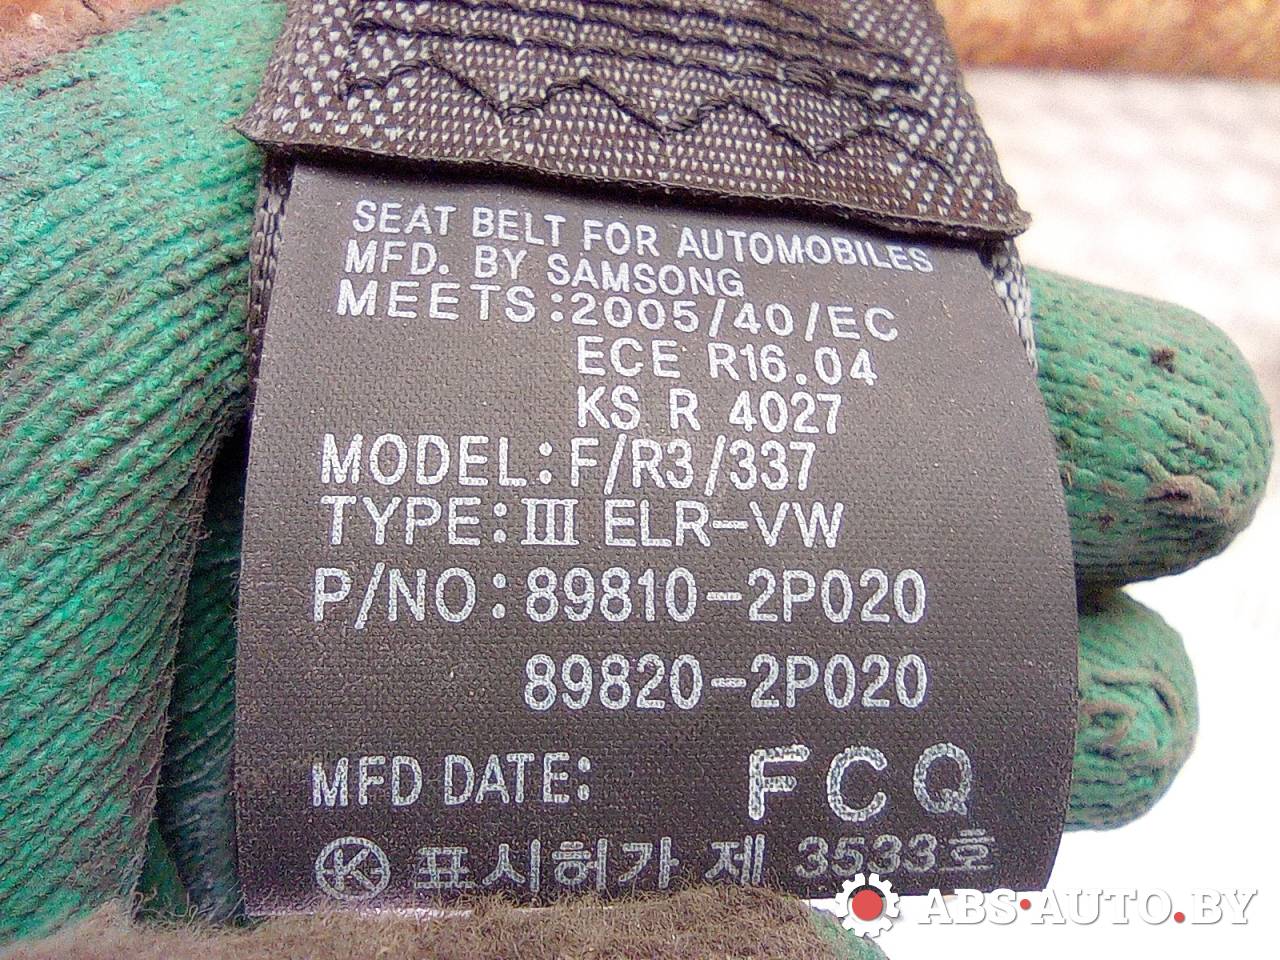 SEAT BELT FOR AUTOMOBILES
MFD. BY SAMSONG
MEETS:2005/40/EC
ECE R16.04
KS R 4027
MODEL:F/R3/337
TYPE:Ⅲ ELR-VW
P/NO:89810-2P020
89820-2P020
MFD DATE: FCQ
Ⓚ 표시허가 제 3533호
ABS-AUTO.BY